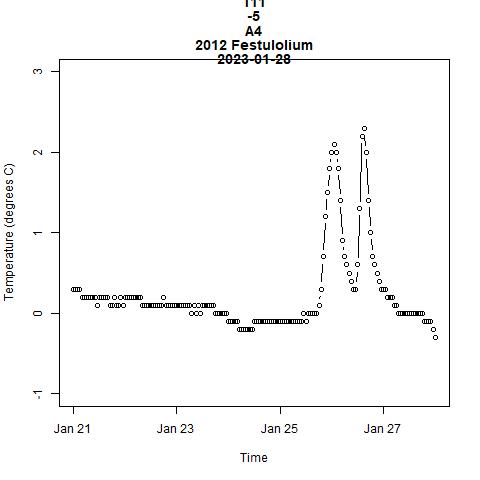 -5
A4
2012 Festulolium
2023-01-28
Temperature (degrees C)
3
2
1
0
-1
Jan 21
Jan 23
Jan 25
Jan 27
Time